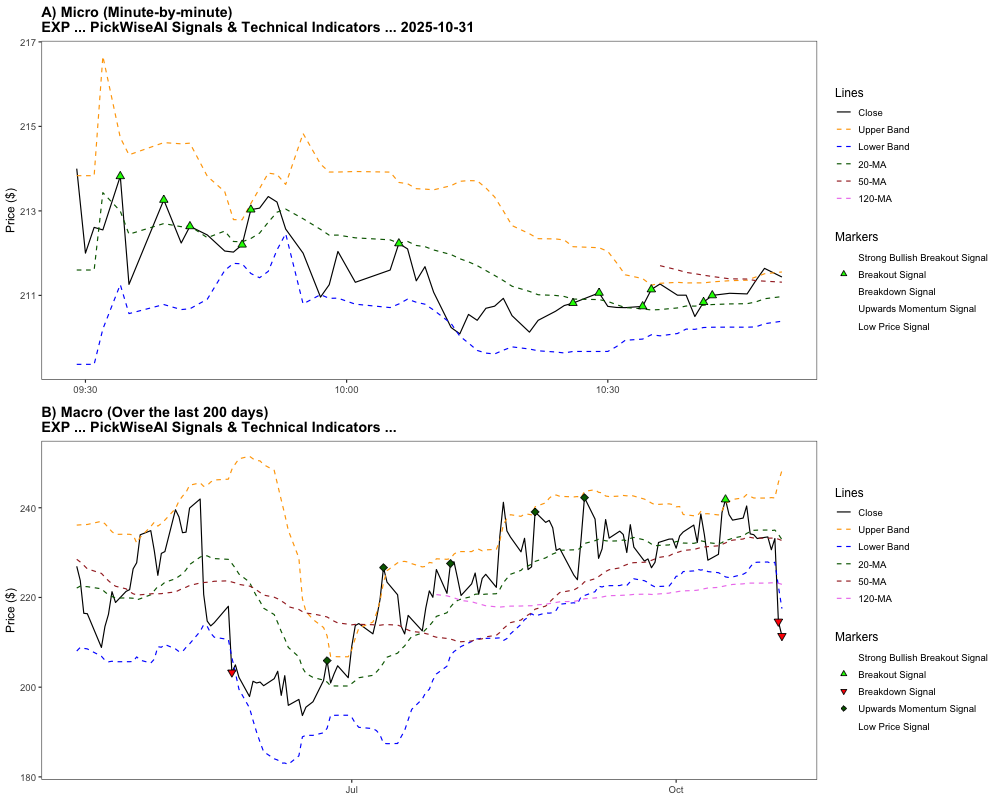 A) Micro (Minute-by-minute)
EXP ... PickWiseAI Signals & Technical Indicators ... 2025-10-31
217
215
213
211
Price ($)
09:30
10:00
10:30
Lines
Close
Upper Band
Lower Band
20-MA
50-MA
120-MA
Markers
Strong Bullish Breakout Signal
Breakout Signal
Breakdown Signal
Upwards Momentum Signal
Low Price Signal
B) Macro (Over the last 200 days)
EXP ... PickWiseAI Signals & Technical Indicators ...
240
220
200
180
Price ($)
Jul
Oct
Lines
Close
Upper Band
Lower Band
20-MA
50-MA
120-MA
Markers
Strong Bullish Breakout Signal
Breakout Signal
Breakdown Signal
Upwards Momentum Signal
Low Price Signal